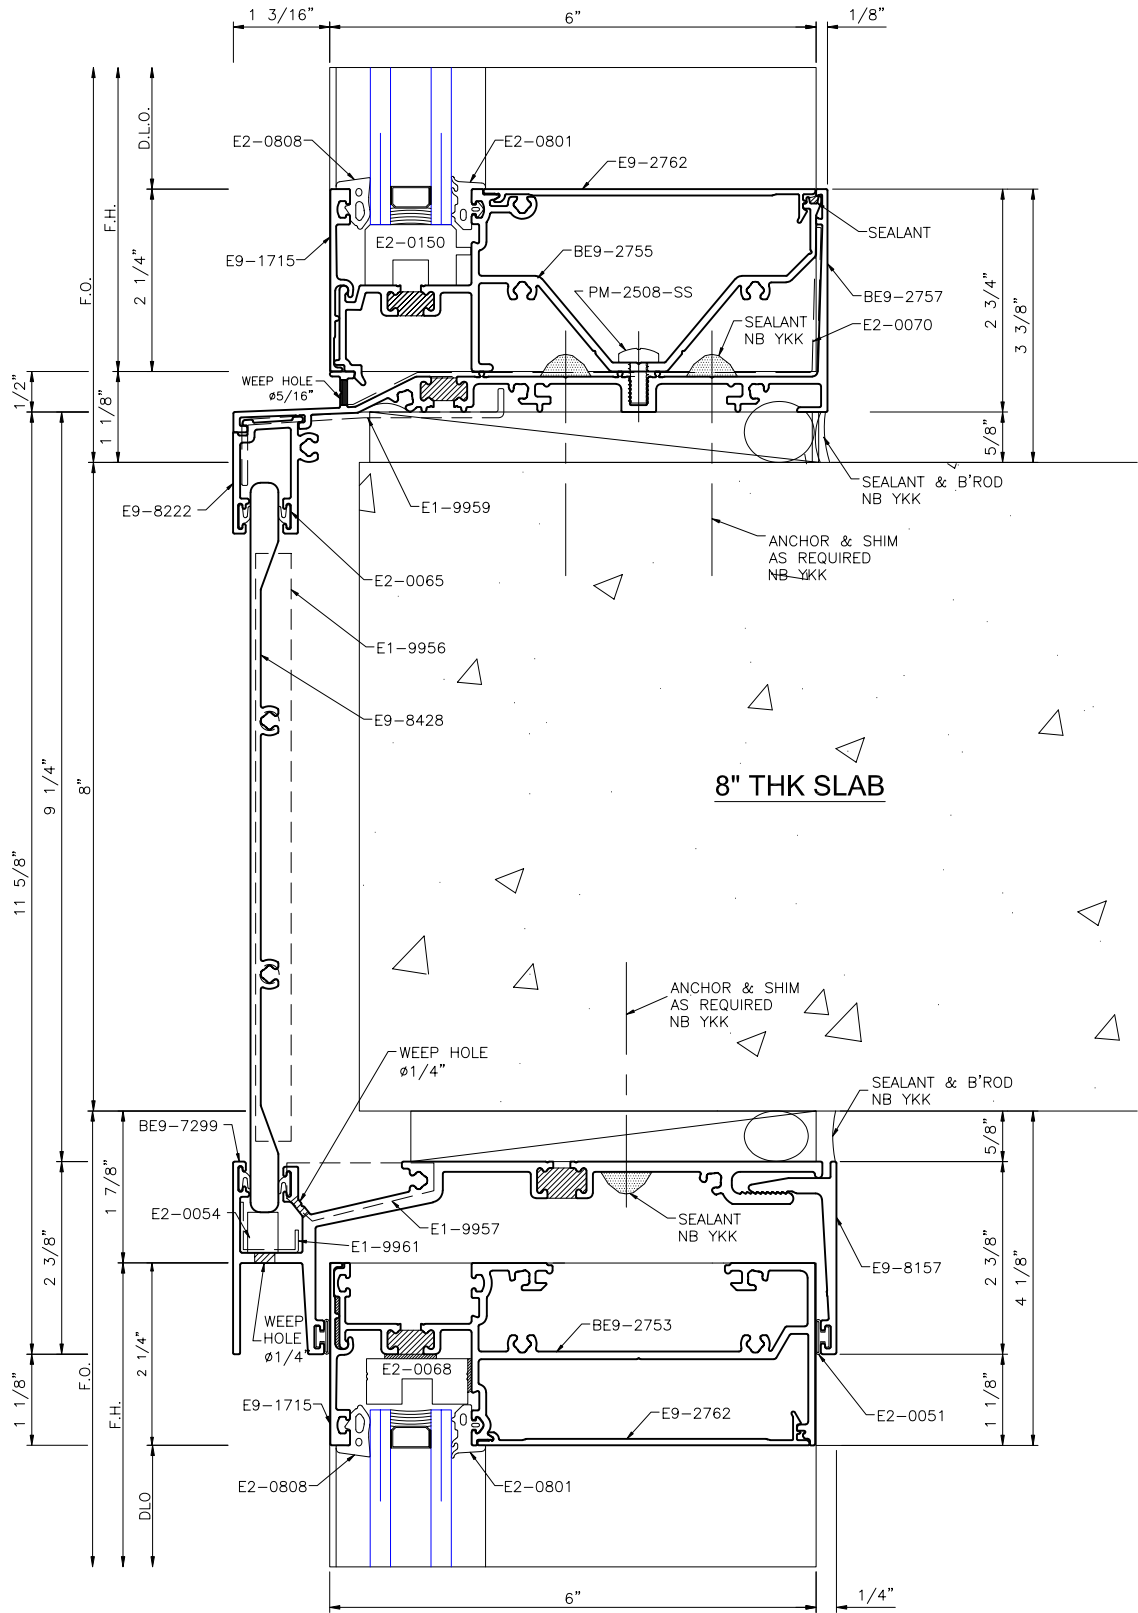 1 3/16"
6"
1/8"
D.L.O.
F.H.
F.O.
E2-0808
E2-0801
E9-2762
SEALANT
E2-0150
E9-1715
BE9-2755
2 1/4"
PM-2508-SS
BE9-2757
2 3/4"
3 3/8"
SEALANT
NB YKK
E2-0070
1/2"
1 1/8"
WEEP HOLE
ø5/16"
5/8"
SEALANT & B'ROD
NB YKK
E9-8222
E1-9959
ANCHOR & SHIM
AS REQUIRED
NB YKK
E2-0065
E1-9956
E9-8428
8"
9 1/4"
11 5/8"
8" THK SLAB
ANCHOR & SHIM
AS REQUIRED
NB YKK
WEEP HOLE
ø1/4"
SEALANT & B'ROD
NB YKK
BE9-7299
5/8"
1 7/8"
E2-0054
E1-9957
SEALANT
NB YKK
E1-9961
2 3/8"
E9-8157
2 3/8"
4 1/8"
WEEP
HOLE
ø1/4"
BE9-2753
E2-0068
2 1/4"
F.O.
F.H.
1 1/8"
E9-1715
E9-2762
1 1/8"
E2-0051
E2-0808
E2-0801
DLO
6"
1/4"